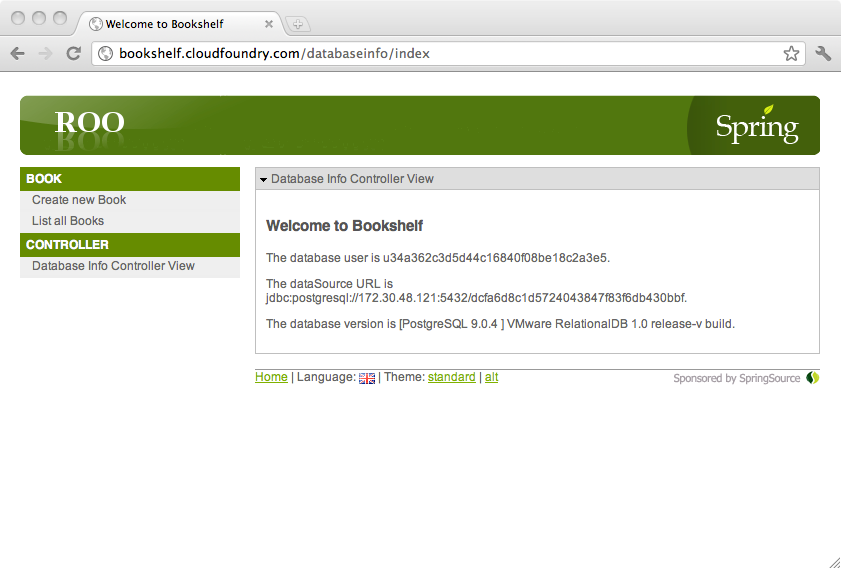 Welcome to Bookshelf
bookshelf.cloudfoundry.com/databaseinfo/index
ROO
Spring
BOOK
Create new Book
List all Books
CONTROLLER
Database Info Controller View
Database Info Controller View
Welcome to Bookshelf
The database user is u34a362c3d5d44c16840f08be18c2a3e5.
The dataSource URL is
jdbc:postgresql://172.30.48.121:5432/dcfa6d8c1d5724043847f83f6db430bbf.
The database version is [PostgreSQL 9.0.4 ] VMware RelationalDB 1.0 release-v build.
Home | Language: | Theme: standard | alt
Sponsored by SpringSource